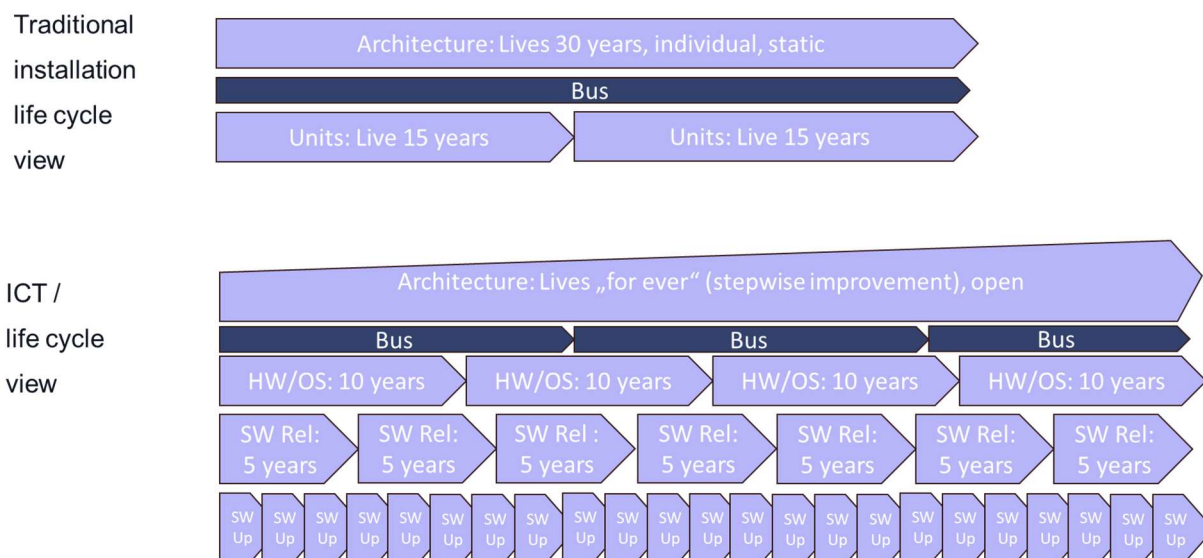 Traditional
installation
life cycle
view
Architecture: Lives 30 years, individual, static
Bus
Units: Live 15 years
Units: Live 15 years
ICT /
life cycle
view
Architecture: Lives „for ever“ (stepwise improvement), open
Bus
Bus
Bus
HW/OS: 10 years
HW/OS: 10 years
HW/OS: 10 years
HW/OS: 10 years
SW Rel:
5 years
SW Rel:
5 years
SW Rel :
5 years
SW Rel:
5 years
SW Rel:
5 years
SW Rel:
5 years
SW Rel:
5 years
SW
Up
SW
Up
SW
Up
SW
Up
SW
Up
SW
Up
SW
Up
SW
Up
SW
Up
SW
Up
SW
Up
SW
Up
SW
Up
SW
Up
SW
Up
SW
Up
SW
Up
SW
Up
SW
Up
SW
Up
SW
Up
SW
Up
SW
Up